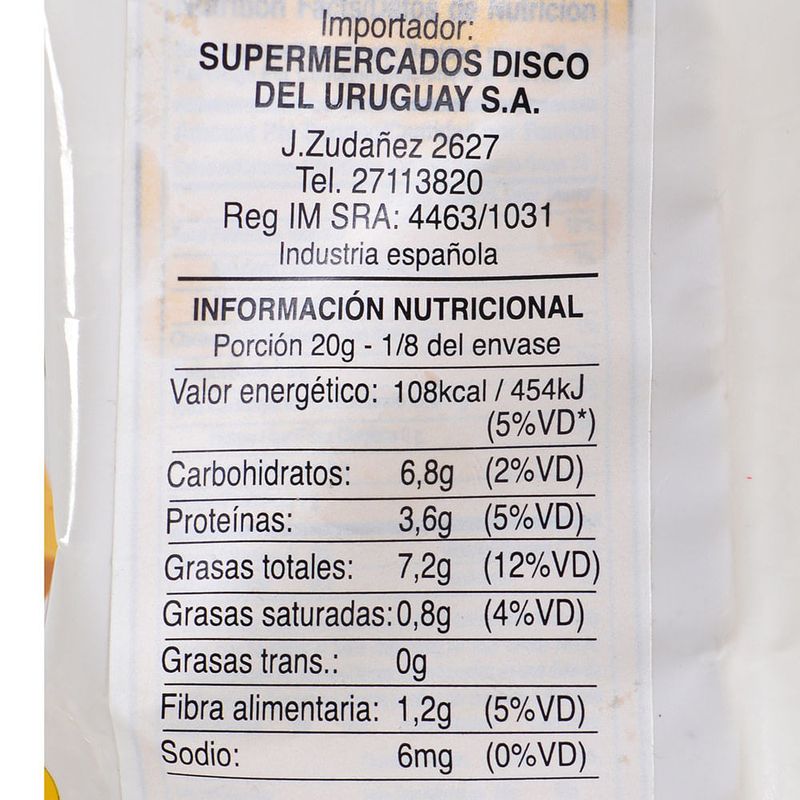 Importador:
SUPERMERCADOS DISCO
DEL URUGUAY S.A.
J.Zudañez 2627
Tel. 27113820
Reg IM SRA: 4463/1031
Industria española
INFORMACIÓN NUTRICIONAL
Porción 20g - 1/8 del envase
Valor energético: 108kcal / 454kJ
(5%VD*)
Carbohidratos: 6,8g (2%VD)
Proteínas: 3,6g (5%VD)
Grasas totales: 7,2g (12%VD)
Grasas saturadas: 0,8g (4%VD)
Grasas trans.: 0g
Fibra alimentaria: 1,2g (5%VD)
Sodio: 6mg (0%VD)